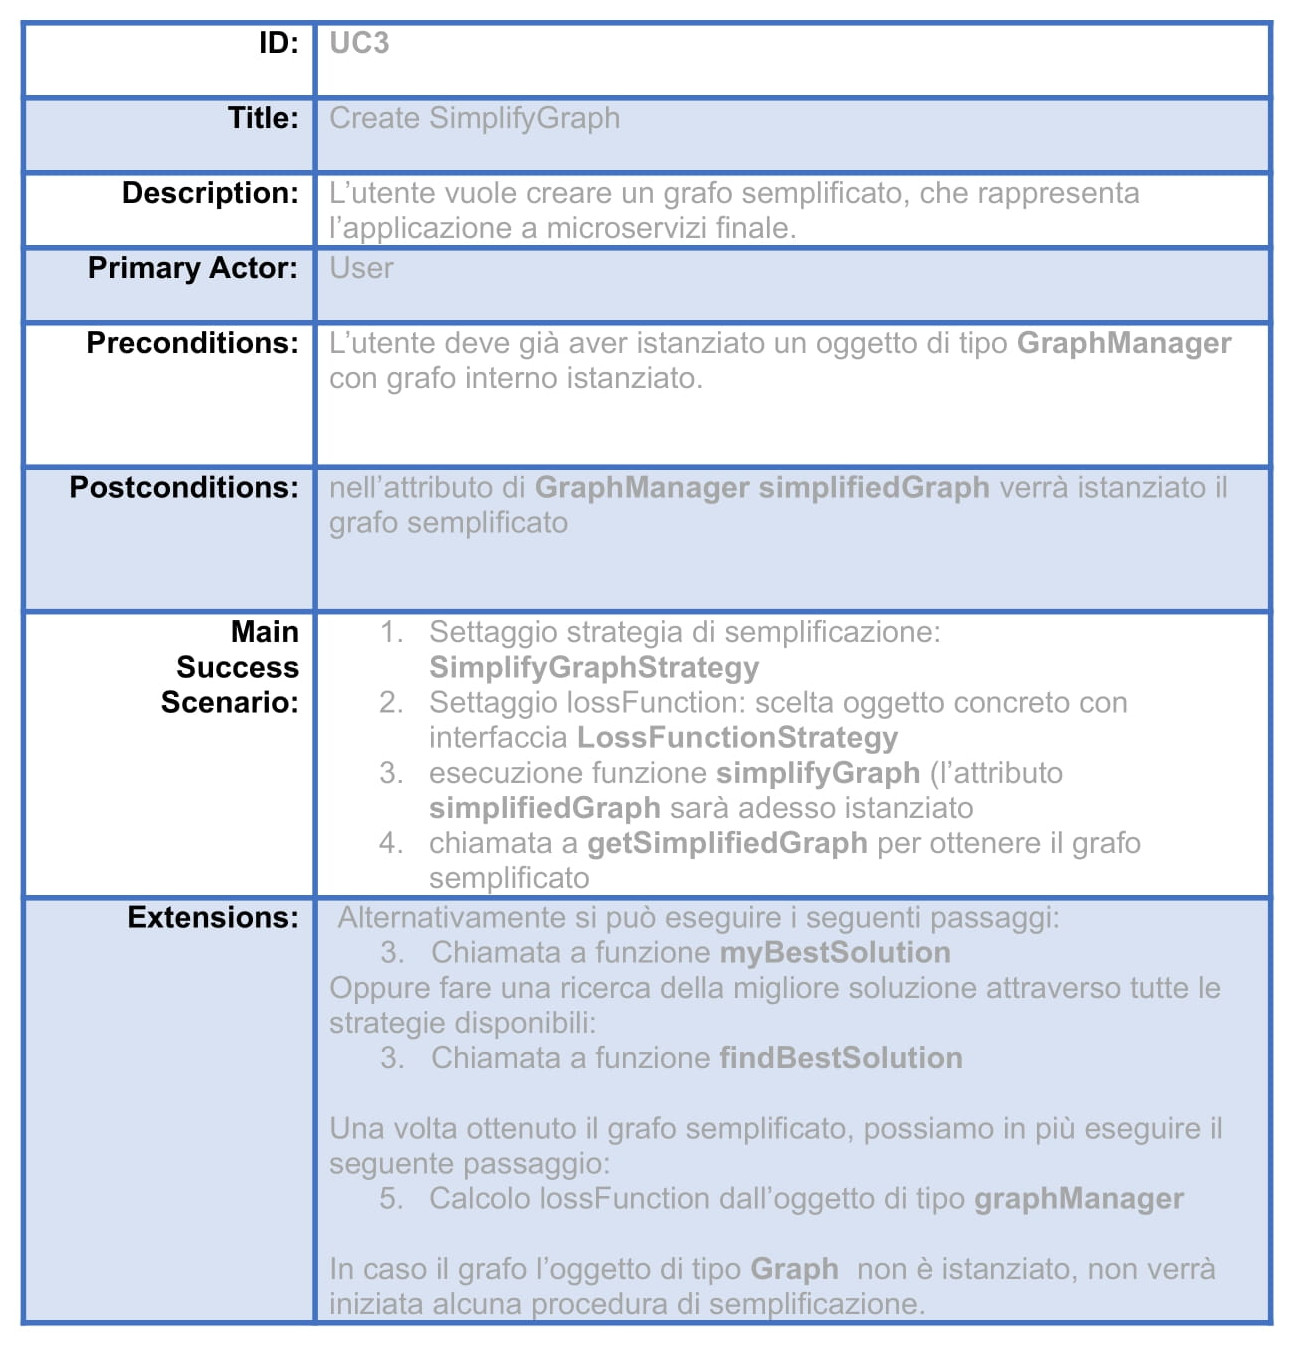 ID: UC3
Title: Create SimplifyGraph
Description: L’utente vuole creare un grafo semplificato, che rappresenta
l’applicazione a microservizi finale.
Primary Actor: User
Preconditions: L’utente deve già aver istanziato un oggetto di tipo GraphManager
con grafo interno istanziato.
Postconditions: nell’attributo di GraphManager simplifiedGraph verrà istanziato il
grafo semplificato
Main
Success
Scenario:
1. Settaggio strategia di semplificazione:
SimplifyGraphStrategy
2. Settaggio lossFunction: scelta oggetto concreto con
interfaccia LossFunctionStrategy
3. esecuzione funzione simplifyGraph (l’attributo
simplifiedGraph sarà adesso istanziato
4. chiamata a getSimplifiedGraph per ottenere il grafo
semplificato
Extensions: Alternativamente si può eseguire i seguenti passaggi:
3. Chiamata a funzione myBestSolution
Oppure fare una ricerca della migliore soluzione attraverso tutte le
strategie disponibili:
3. Chiamata a funzione findBestSolution
Una volta ottenuto il grafo semplificato, possiamo in più eseguire il
seguente passaggio:
5. Calcolo lossFunction dall’oggetto di tipo graphManager
In caso il grafo l’oggetto di tipo Graph non è istanziato, non verrà
iniziata alcuna procedura di semplificazione.